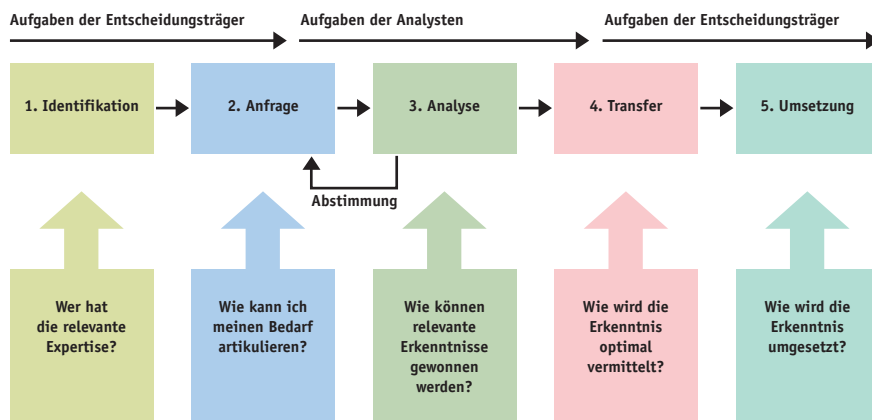 Aufgaben der Entscheidungsträger
Aufgaben der Analysten
Aufgaben der Entscheidungsträger
1. Identifikation
2. Anfrage
3. Analyse
4. Transfer
5. Umsetzung
Abstimmung
Wer hat
die relevante
Expertise?
Wie kann ich
meinen Bedarf
artikulieren?
Wie können
relevante
Erkenntnisse
gewonnen
werden?
Wie wird die
Erkenntnis
optimal
vermittelt?
Wie wird die
Erkenntnis
umgesetzt?